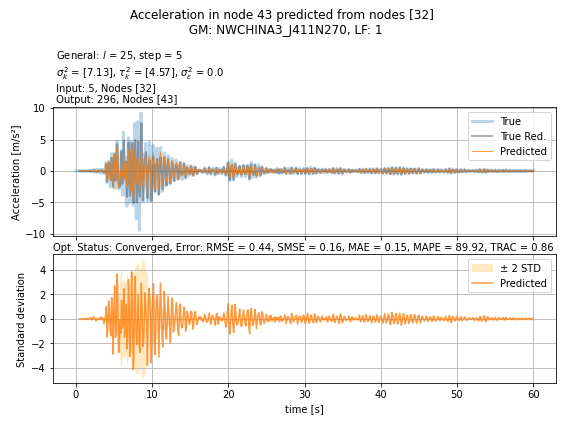 Acceleration in node 43 predicted from nodes [32]
GM: NWCHINA3_J411N270, LF: 1
General: l = 25, step = 5
σ²ₖ = [7.13], τ²ₖ = [4.57], σ²ε = 0.0
Input: 5, Nodes [32]
Output: 296, Nodes [43]
Acceleration [m/s²]
10
5
0
−5
−10
True
True Red.
Predicted
Opt. Status: Converged, Error: RMSE = 0.44, SMSE = 0.16, MAE = 0.15, MAPE = 89.92, TRAC = 0.86
Standard deviation
4
2
0
−2
−4
± 2 STD
Predicted
0 10 20 30 40 50 60
time [s]